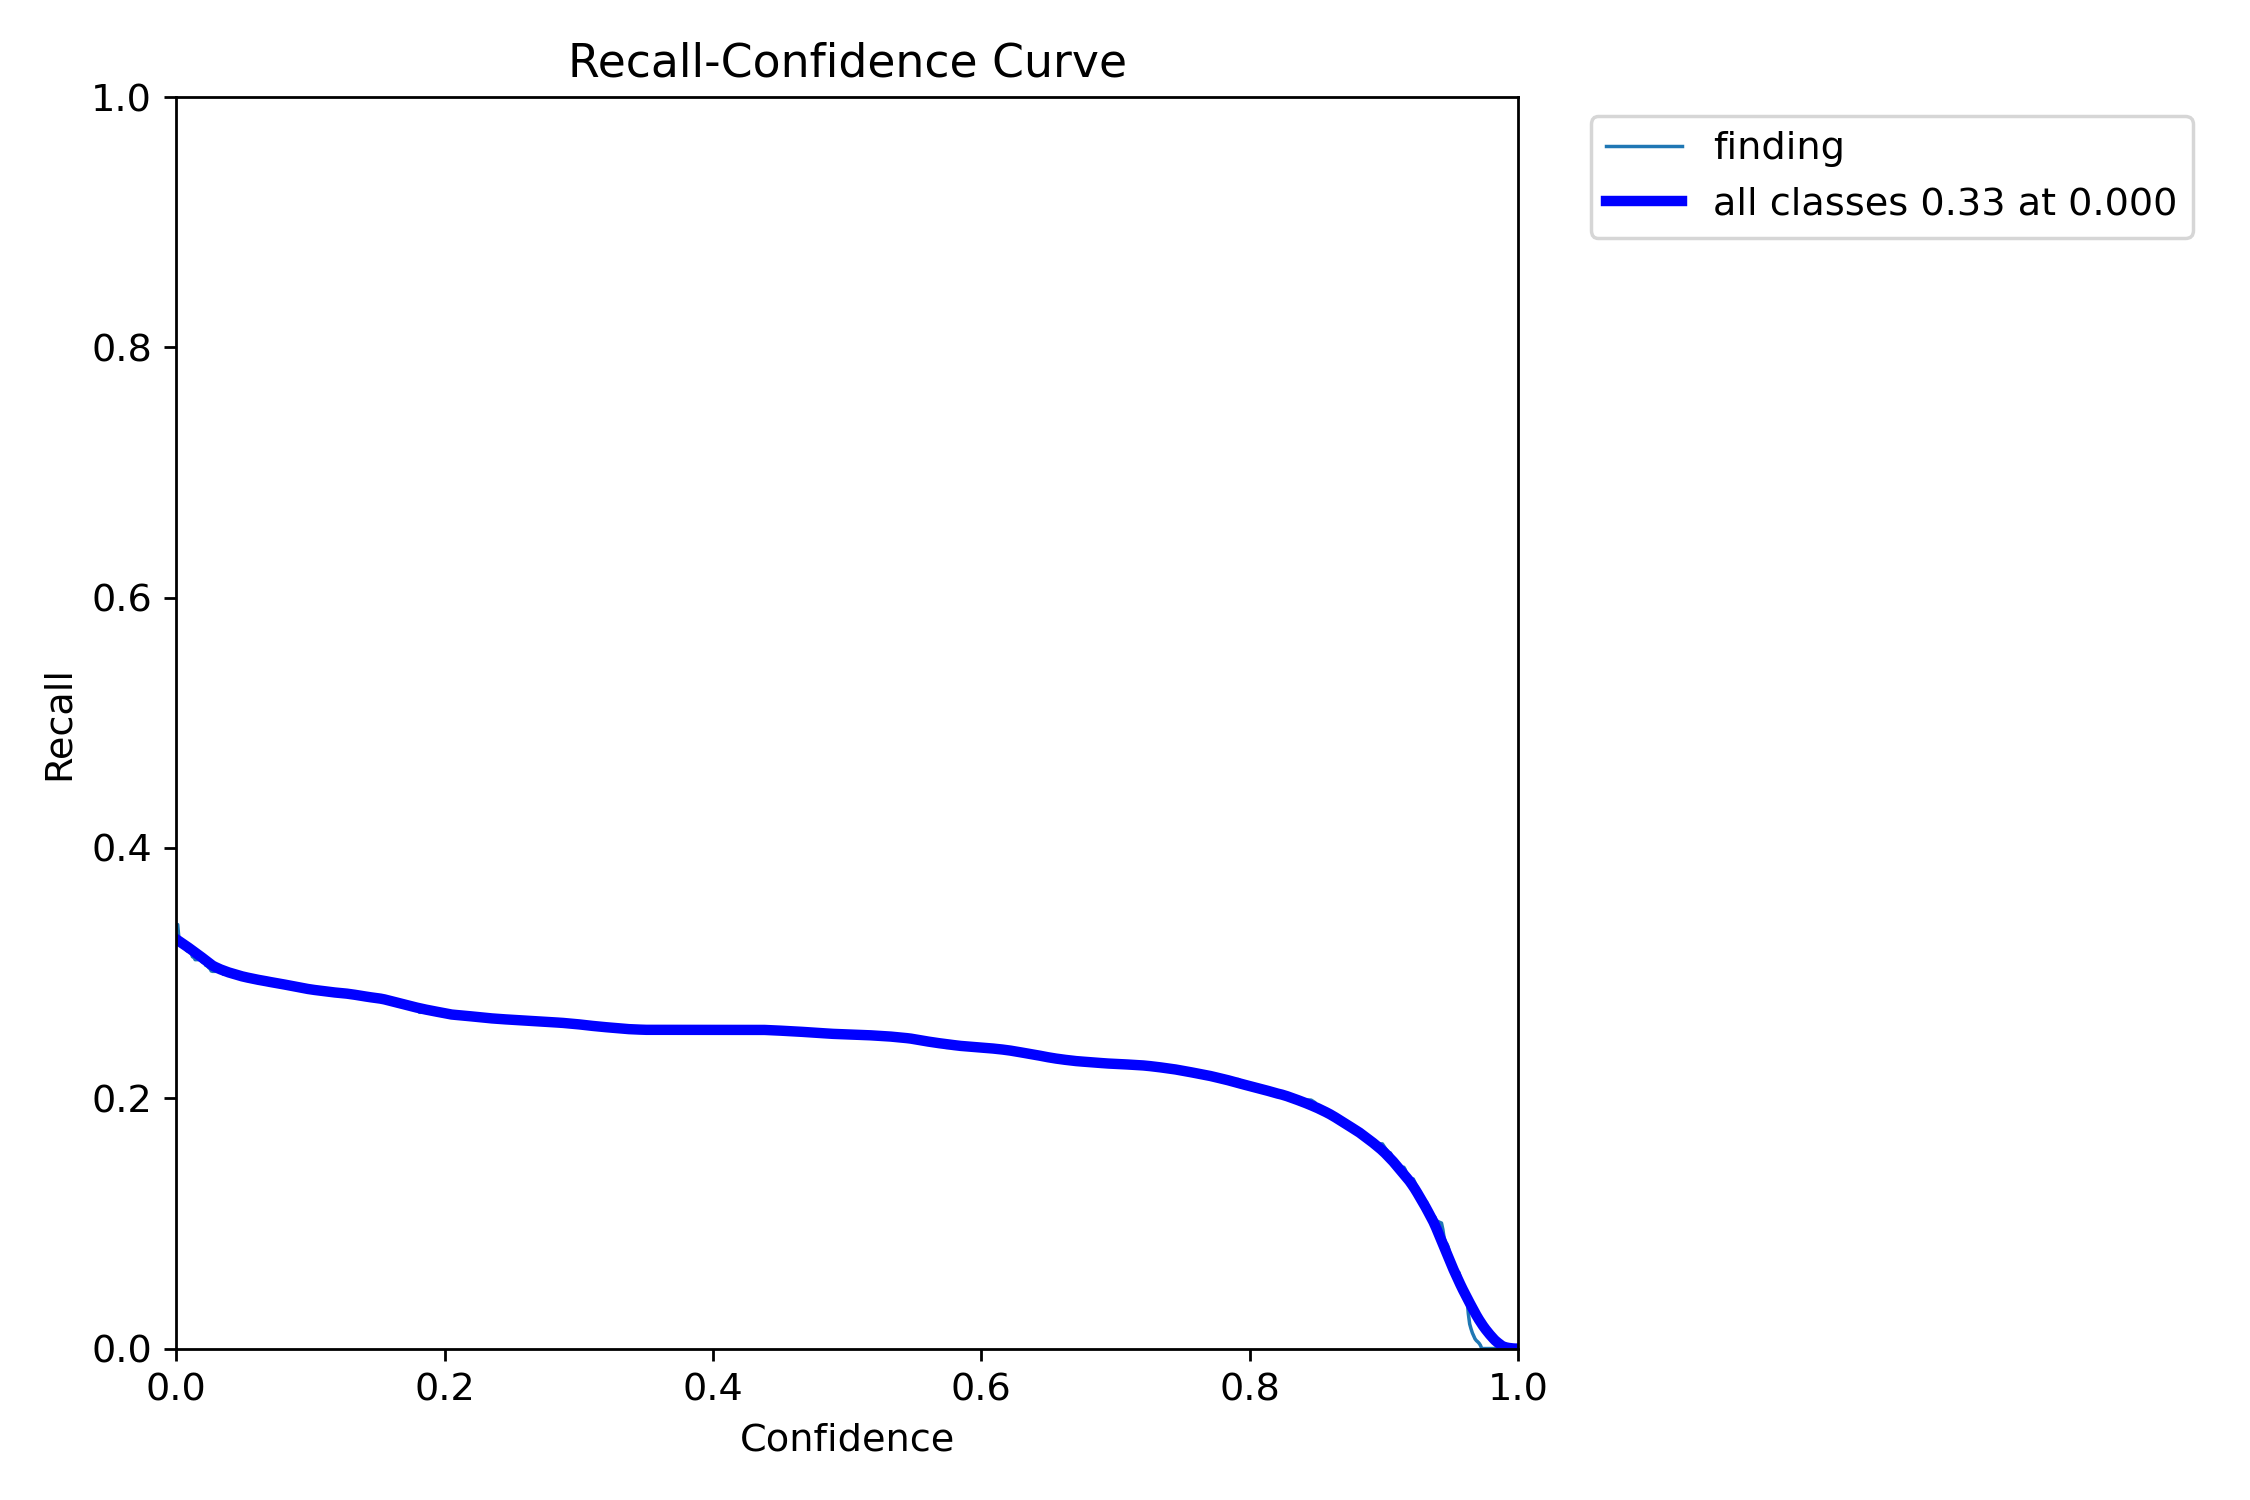 Recall-Confidence Curve
1.0
0.8
0.6
0.4
0.2
0.0
Recall
0.0 0.2 0.4 0.6 0.8 1.0
Confidence
finding
all classes 0.33 at 0.000